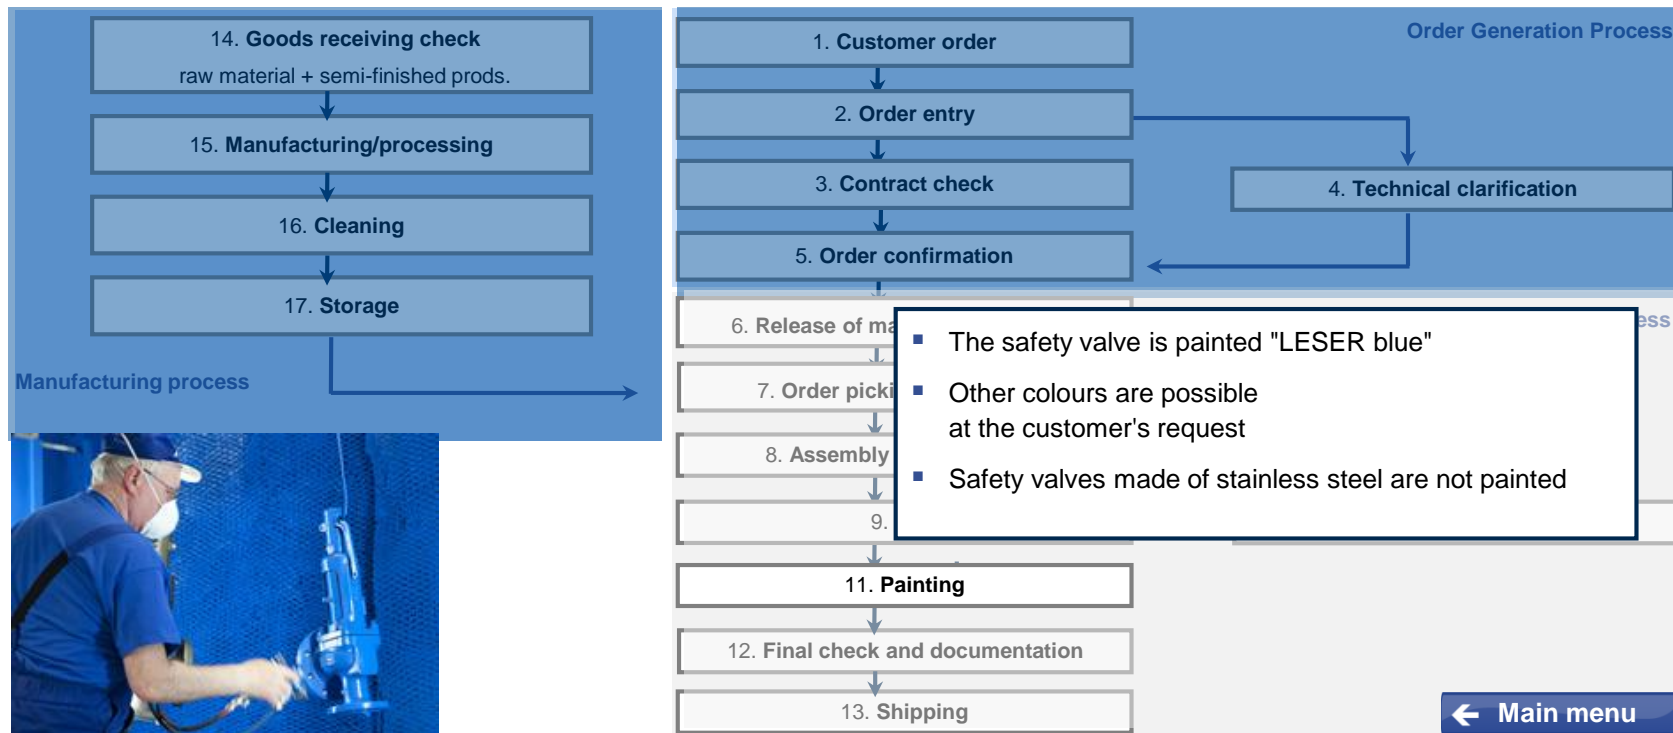 14. Goods receiving check
raw material + semi-finished prods.
15. Manufacturing/processing
16. Cleaning
17. Storage
Manufacturing process
Order Generation Process
1. Customer order
2. Order entry
3. Contract check
4. Technical clarification
5. Order confirmation
6. Release of
7. Order
8. Assembly
9.
▪ The safety valve is painted "LESER blue"
▪ Other colours are possible
at the customer's request
▪ Safety valves made of stainless steel are not painted
11. Painting
12. Final check and documentation
13. Shipping
← Main menu